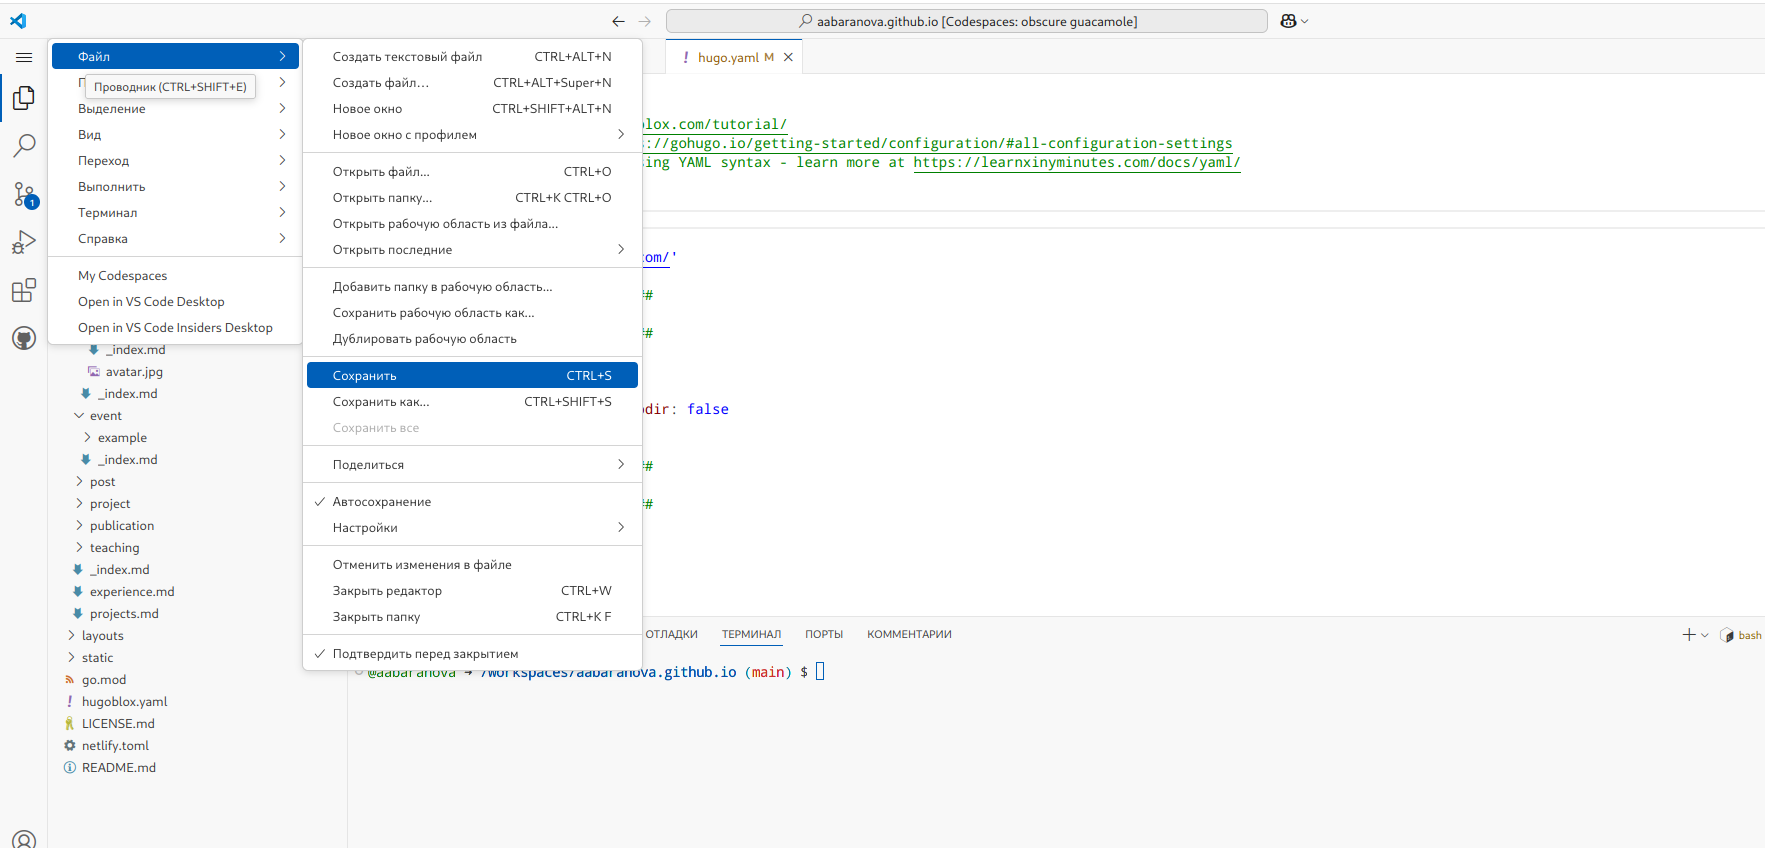 aabaranova.github.io [Codespaces: obscure guacamole]
Файл
Проводник (CTRL+SHIFT+E)
Выделение
Вид
Переход
Выполнить
Терминал
Справка
My Codespaces
Open in VS Code Desktop
Open in VS Code Insiders Desktop
Создать текстовый файл CTRL+ALT+N
Создать файл... CTRL+ALT+Super+N
Новое окно CTRL+SHIFT+ALT+N
Новое окно с профилем
Открыть файл... CTRL+O
Открыть папку... CTRL+K CTRL+O
Открыть рабочую область из файла...
Открыть последние
Добавить папку в рабочую область...
Сохранить рабочую область как...
Дублировать рабочую область
Сохранить CTRL+S
Сохранить как... CTRL+SHIFT+S
Сохранить все
Поделиться
Автосохранение
Настройки
Отменить изменения в файле
Закрыть редактор CTRL+W
Закрыть папку CTRL+K F
Подтвердить перед закрытием
! hugo.yaml M
lox.com/tutorial/
://gohugo.io/getting-started/configuration/#all-configuration-settings
ing YAML syntax - learn more at https://learnxinyminutes.com/docs/yaml/
om/'
##
##
dir: false
##
##
1
_index.md
avatar.jpg
_index.md
event
example
_index.md
post
project
publication
teaching
_index.md
experience.md
projects.md
layouts
static
go.mod
! hugoblox.yaml
LICENSE.md
netlify.toml
README.md
ОТЛАДКИ ТЕРМИНАЛ ПОРТЫ КОММЕНТАРИИ
bash
@aabaranova → /workspaces/aabaranova.github.io (main) $